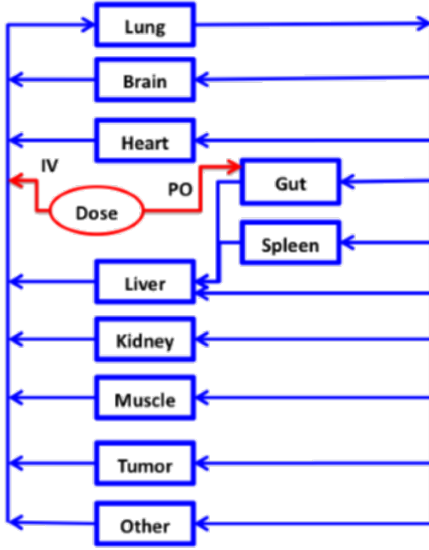 Lung
Brain
Heart
IV
PO
Gut
Dose
Spleen
Liver
Kidney
Muscle
Tumor
Other